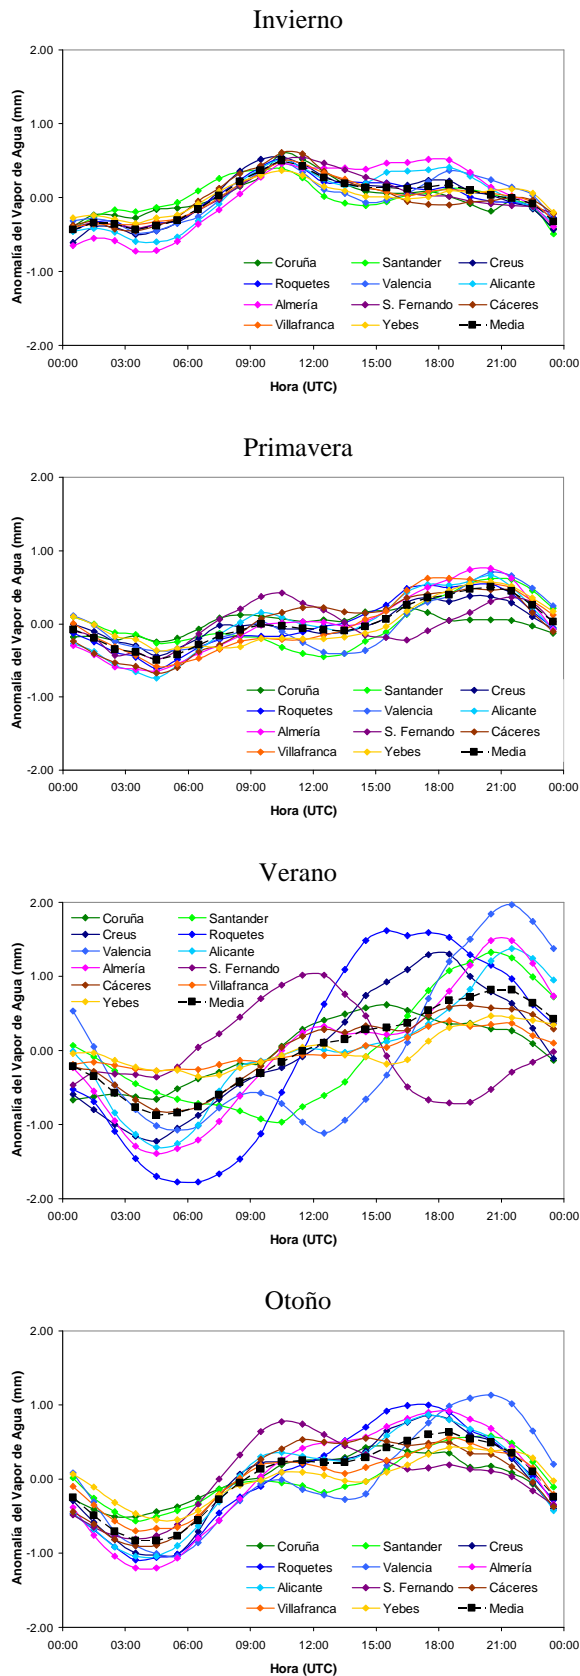 Invierno
2.00
1.00
0.00
-1.00
-2.00
Anomalía del Vapor de Agua (mm)
Coruña Santander Creus
Roquetes Valencia Alicante
Almería S. Fernando Cáceres
Villafranca Yebes Media
00:00 03:00 06:00 09:00 12:00 15:00 18:00 21:00 00:00
Hora (UTC)
Primavera
2.00
1.00
0.00
-1.00
-2.00
Anomalía del Vapor de Agua (mm)
Coruña Santander Creus
Roquetes Valencia Alicante
Almería S. Fernando Cáceres
Villafranca Yebes Media
00:00 03:00 06:00 09:00 12:00 15:00 18:00 21:00 00:00
Hora (UTC)
Verano
2.00
1.00
0.00
-1.00
-2.00
Anomalía del Vapor de Agua (mm)
Coruña Santander
Creus Roquetes
Valencia Alicante
Almería S. Fernando
Cáceres Villafranca
Yebes Media
00:00 03:00 06:00 09:00 12:00 15:00 18:00 21:00 00:00
Hora (UTC)
Otoño
2.00
1.00
0.00
-1.00
-2.00
Anomalía del Vapor de Agua (mm)
Coruña Santander Creus
Roquetes Valencia Almería
Alicante S. Fernando Cáceres
Villafranca Yebes Media
00:00 03:00 06:00 09:00 12:00 15:00 18:00 21:00 00:00
Hora (UTC)